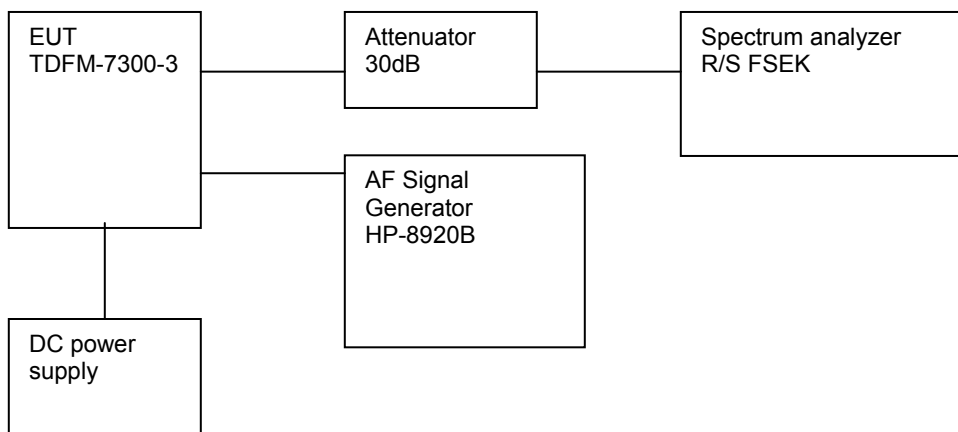 EUT
TDFM-7300-3
Attenuator
30dB
Spectrum analyzer
R/S FSEK
AF Signal
Generator
HP-8920B
DC power
supply